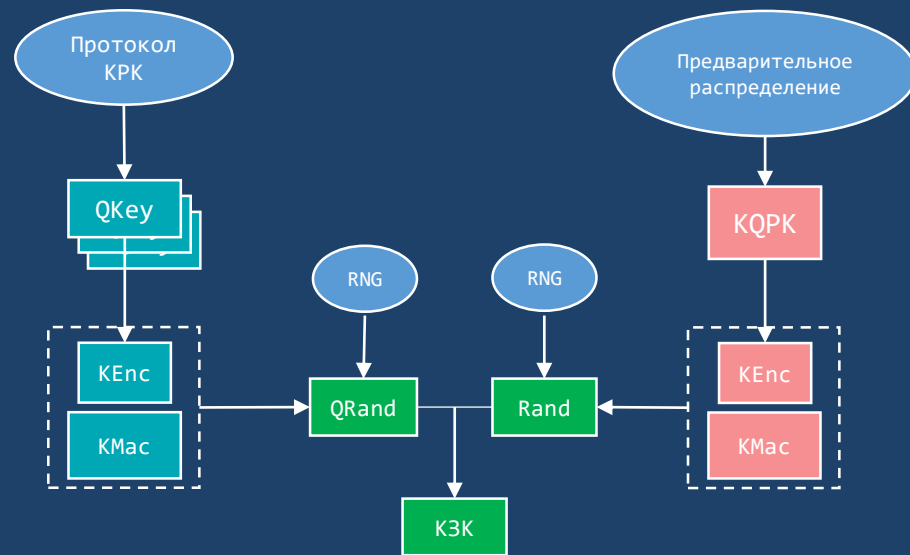 Протокол
КРК
Предварительное
распределение
QKey
KQPK
RNG
RNG
KEnc
KMac
QRand
Rand
KEnc
KMac
КЗК